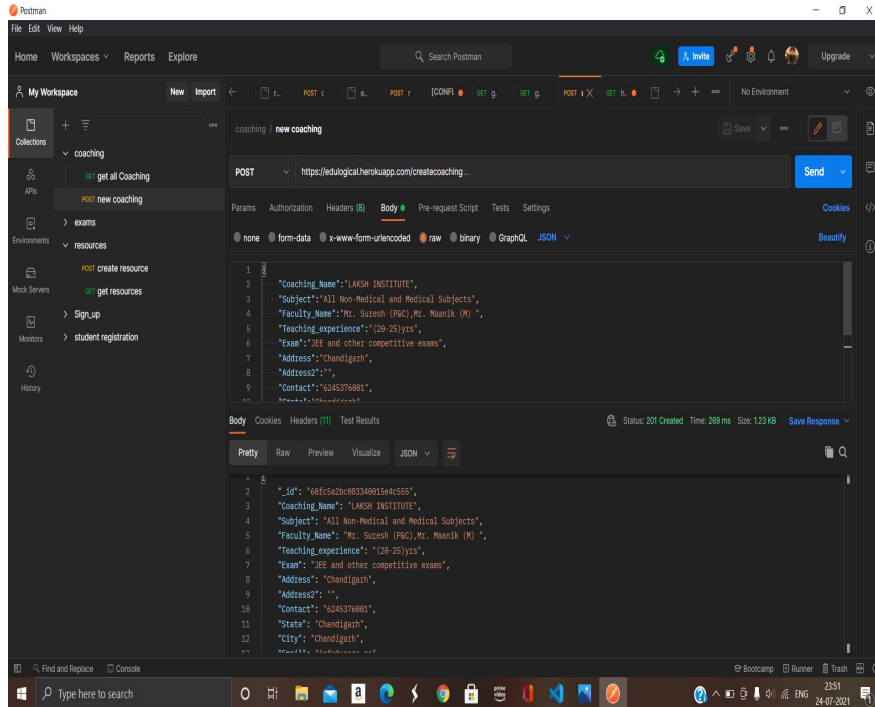 Postman
File Edit View Help
Home Workspaces Reports Explore Search Postman Invite Upgrade
My Workspace New Import POST GET g. GET g. POST GET h. No Environment
Collections
APIs
Environments
Mock Servers
Monitors
History
coaching
GET get all Coaching
POST new coaching
exams
resources
POST create resource
GET get resources
Sign_up
student registration
coaching / new coaching Save
POST https://edulogical.herokuapp.com/createcoaching... Send
Params Authorization Headers (8) Body Pre-request Script Tests Settings Cookies
none form-data x-www-form-urlencoded raw binary GraphQL JSON Beautify
1 {
2 "Coaching_Name":"LAKSH INSTITUTE",
3 "Subject":"All Non-Medical and Medical Subjects",
4 "Faculty_Name":"Mr. Suresh (P&C),Mr. Maanik (M) ",
5 "Teaching_experience":"(20-25)yrs",
6 "Exam":"JEE and other competitive exams",
7 "Address":"Chandigarh",
8 "Address2":"",
9 "Contact":"6245376001",
10 "State":"Chandigarh",
Body Cookies Headers (11) Test Results Status: 201 Created Time: 269 ms Size: 1.23 KB Save Response
Pretty Raw Preview Visualize JSON
1 {
2 "_id": "60fc5a2bc083340015e4c555",
3 "Coaching_Name": "LAKSH INSTITUTE",
4 "Subject": "All Non-Medical and Medical Subjects",
5 "Faculty_Name": "Mr. Suresh (P&C),Mr. Maanik (M) ",
6 "Teaching_experience": "(20-25)yrs",
7 "Exam": "JEE and other competitive exams",
8 "Address": "Chandigarh",
9 "Address2": "",
10 "Contact": "6245376001",
11 "State": "Chandigarh",
12 "City": "Chandigarh",
Find and Replace Console Bootcamp Runner Trash
Type here to search ENG 23:51
24-07-2021